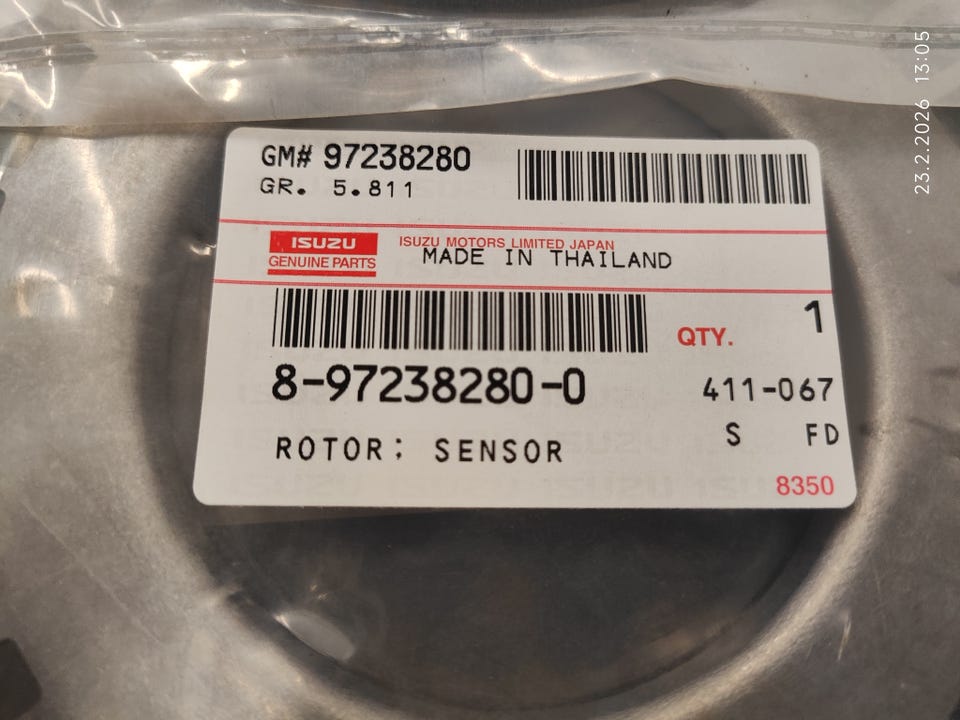 GM# 97238280
GR. 5.811
ISUZU
GENUINE PARTS
ISUZU MOTORS LIMITED JAPAN
MADE IN THAILAND
QTY. 1
8-97238280-0
411-067
ROTOR; SENSOR
S FD
8350
23.2.2026 13:05